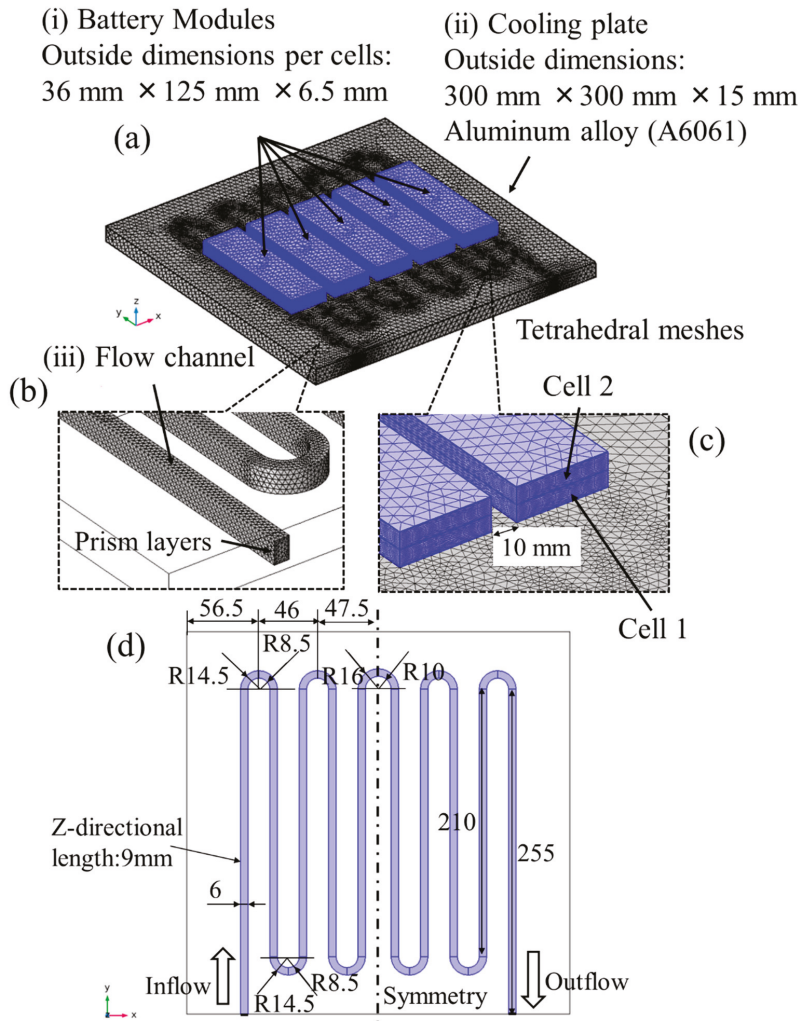 (i) Battery Modules
Outside dimensions per cells:
36 mm ×125 mm ×6.5 mm
(ii) Cooling plate
Outside dimensions:
300 mm ×300 mm ×15 mm
Aluminum alloy (A6061)
(a)
z
y
x
Tetrahedral meshes
(iii) Flow channel
(b)
Prism layers
Cell 2
(c)
10 mm
Cell 1
56.5
46
47.5
(d)
R8.5
R14.5
R16
R10
Z-directional
length:9mm
210
255
6
Inflow
R8.5
R14.5
Symmetry
Outflow
y
x